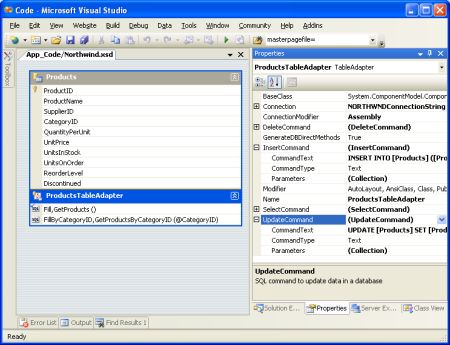 Code - Microsoft Visual Studio
File Edit View Website Build Debug Data Tools Window Community Help Addins
masterpagefile=
Toolbox
App_Code/Northwind.xsd
Products
ProductID
ProductName
SupplierID
CategoryID
QuantityPerUnit
UnitPrice
UnitsInStock
UnitsOnOrder
ReorderLevel
Discontinued
ProductsTableAdapter
Fill,GetProducts ()
FillByCategoryID,GetProductsByCategoryID (@CategoryID)
Properties
ProductsTableAdapter TableAdapter
BaseClass System.ComponentModel.Compon
Connection NORTHWNDConnectionString
ConnectionModifier Assembly
DeleteCommand (DeleteCommand)
GenerateDBDirectMethods True
InsertCommand (InsertCommand)
CommandText INSERT INTO [Products] ([Pro
CommandType Text
Parameters (Collection)
Modifier AutoLayout, AnsiClass, Class, Pub
Name ProductsTableAdapter
SelectCommand (SelectCommand)
UpdateCommand (UpdateCommand)
CommandText UPDATE [Products] SET [Prod
CommandType Text
Parameters (Collection)
UpdateCommand
SQL command to update data in a database
Solution E... Properties Server Ex... Class View
Error List Output Find Results 1
Ready